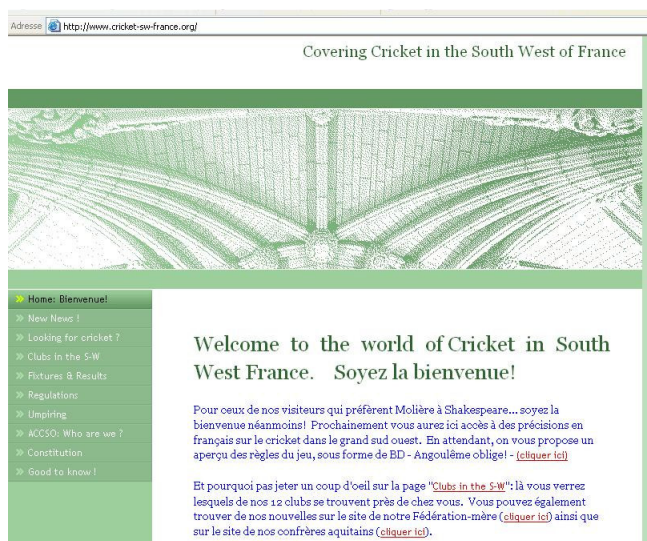 Adresse http://www.cricket-sw-france.org/
Covering Cricket in the South West of France
Home: Bienvenue!
New News !
Looking for cricket ?
Clubs in the S-W
Fixtures & Results
Regulations
Umpiring
ACCSO: Who are we ?
Constitution
Good to know !
Welcome to the world of Cricket in South
West France. Soyez la bienvenue!
Pour ceux de nos visiteurs qui préfèrent Molière à Shakespeare... soyez la
bienvenue néanmoins! Prochainement vous aurez ici accès à des précisions en
français sur le cricket dans le grand sud ouest. En attendant, on vous propose un
aperçu des règles du jeu, sous forme de BD - Angoulême oblige! - (cliquer ici)
Et pourquoi pas jeter un coup d'oeil sur la page "Clubs in the S-W": là vous verrez
lesquels de nos 12 clubs se trouvent près de chez vous. Vous pouvez également
trouver de nos nouvelles sur le site de notre Fédération-mère (cliquer ici) ainsi que
sur le site de nos confrères aquitains (cliquer ici).